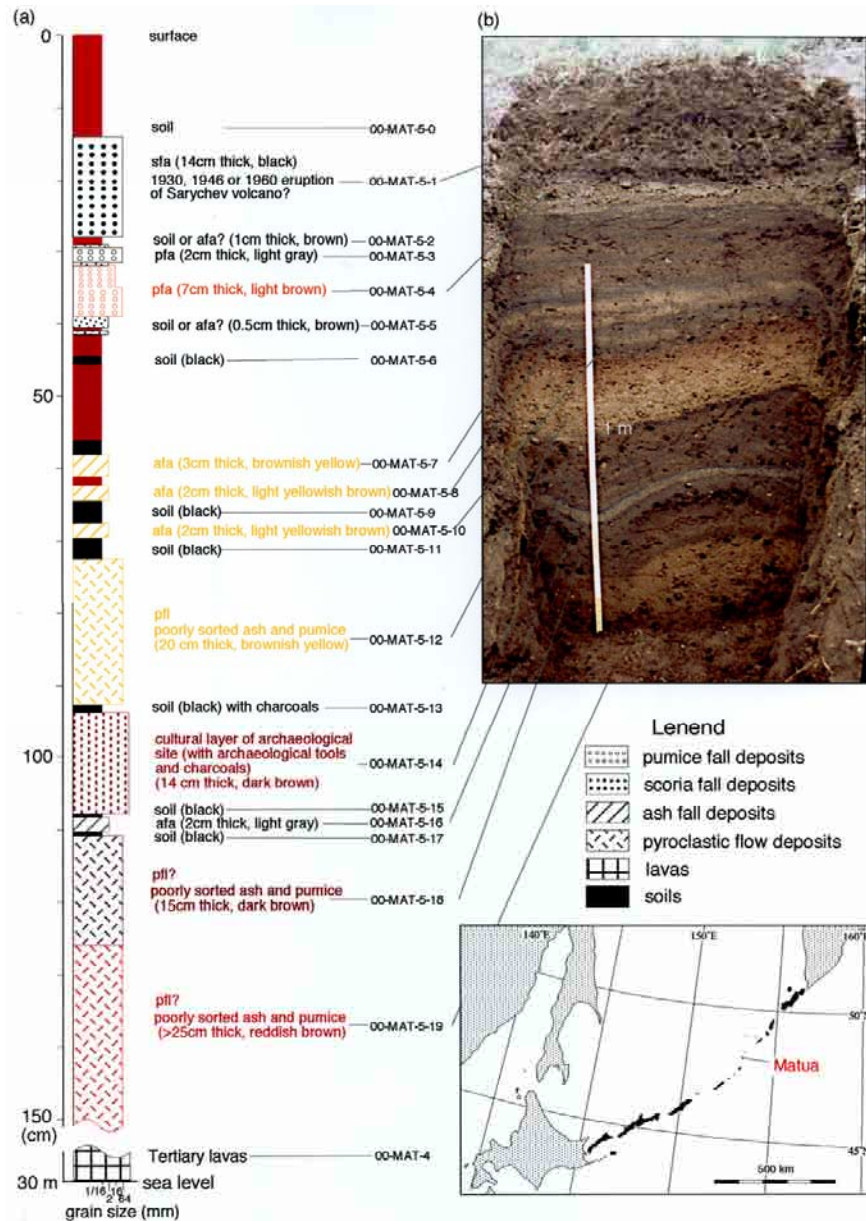 (a)
0
surface
soil
00-MAT-5-0
sfa (14cm thick, black)
1930, 1946 or 1960 eruption
of Sarychev volcano?
00-MAT-5-1
soil or afa? (1cm thick, brown)
00-MAT-5-2
pfa (2cm thick, light gray)
00-MAT-5-3
pfa (7cm thick, light brown)
00-MAT-5-4
soil or afa? (0.5cm thick, brown)
00-MAT-5-5
soil (black)
00-MAT-5-6
50
afa (3cm thick, brownish yellow)
00-MAT-5-7
afa (2cm thick, light yellowish brown)
00-MAT-5-8
soil (black)
00-MAT-5-9
afa (2cm thick, light yellowish brown)
00-MAT-5-10
soil (black)
00-MAT-5-11
pfl
poorly sorted ash and pumice
(20 cm thick, brownish yellow)
00-MAT-5-12
soil (black) with charcoals
00-MAT-5-13
100
cultural layer of archaeological
site (with archaeological tools
and charcoals)
(14 cm thick, dark brown)
00-MAT-5-14
soil (black)
00-MAT-5-15
afa (2cm thick, light gray)
00-MAT-5-16
soil (black)
00-MAT-5-17
pfl?
poorly sorted ash and pumice
(15cm thick, dark brown)
00-MAT-5-18
pfl?
poorly sorted ash and pumice
(>25cm thick, reddish brown)
00-MAT-5-19
150
(cm)
Tertiary lavas
00-MAT-4
30 m
sea level
1/16 16
2 64
grain size (mm)
(b)
1 m
Lenend
pumice fall deposits
scoria fall deposits
ash fall deposits
pyroclastic flow deposits
lavas
soils
140°E
150°E
160°E
50°N
Matua
45°N
500 km